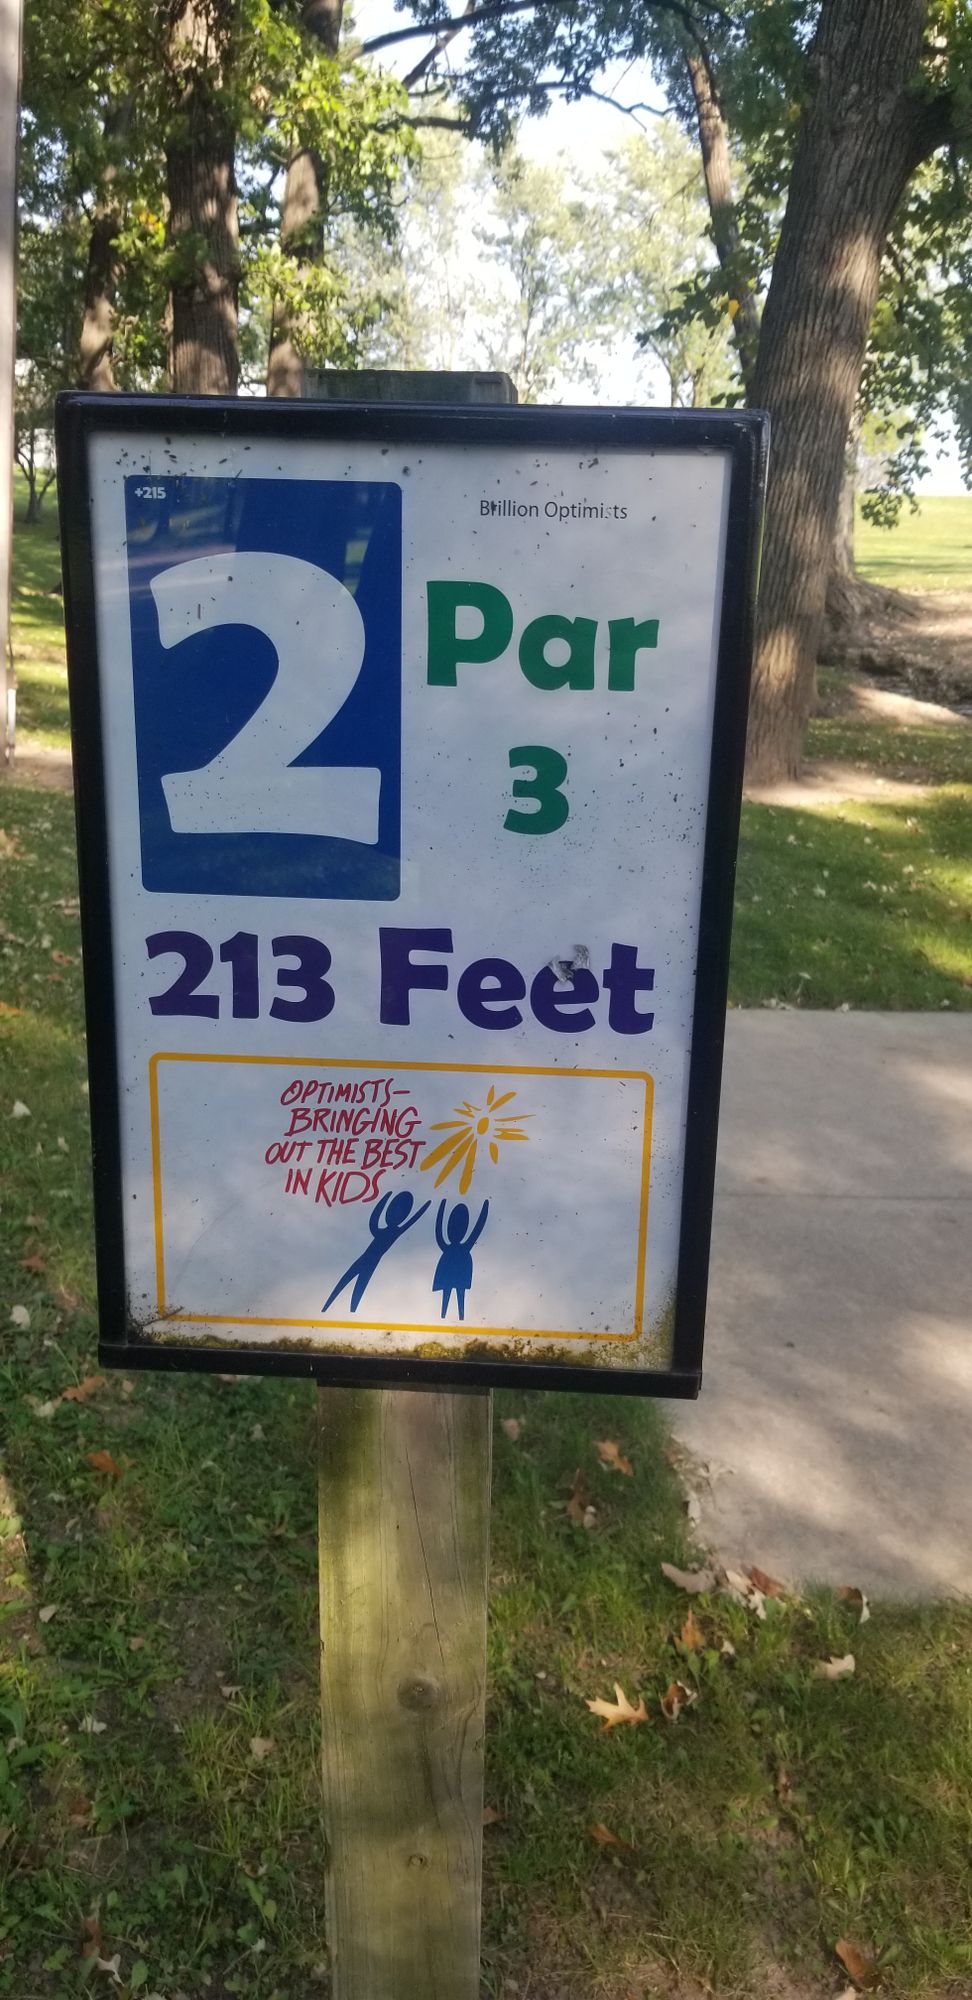 +215
Brillion Optimists
2
Par
3
213 Feet
OPTIMISTS–
BRINGING
OUT THE BEST
IN KIDS